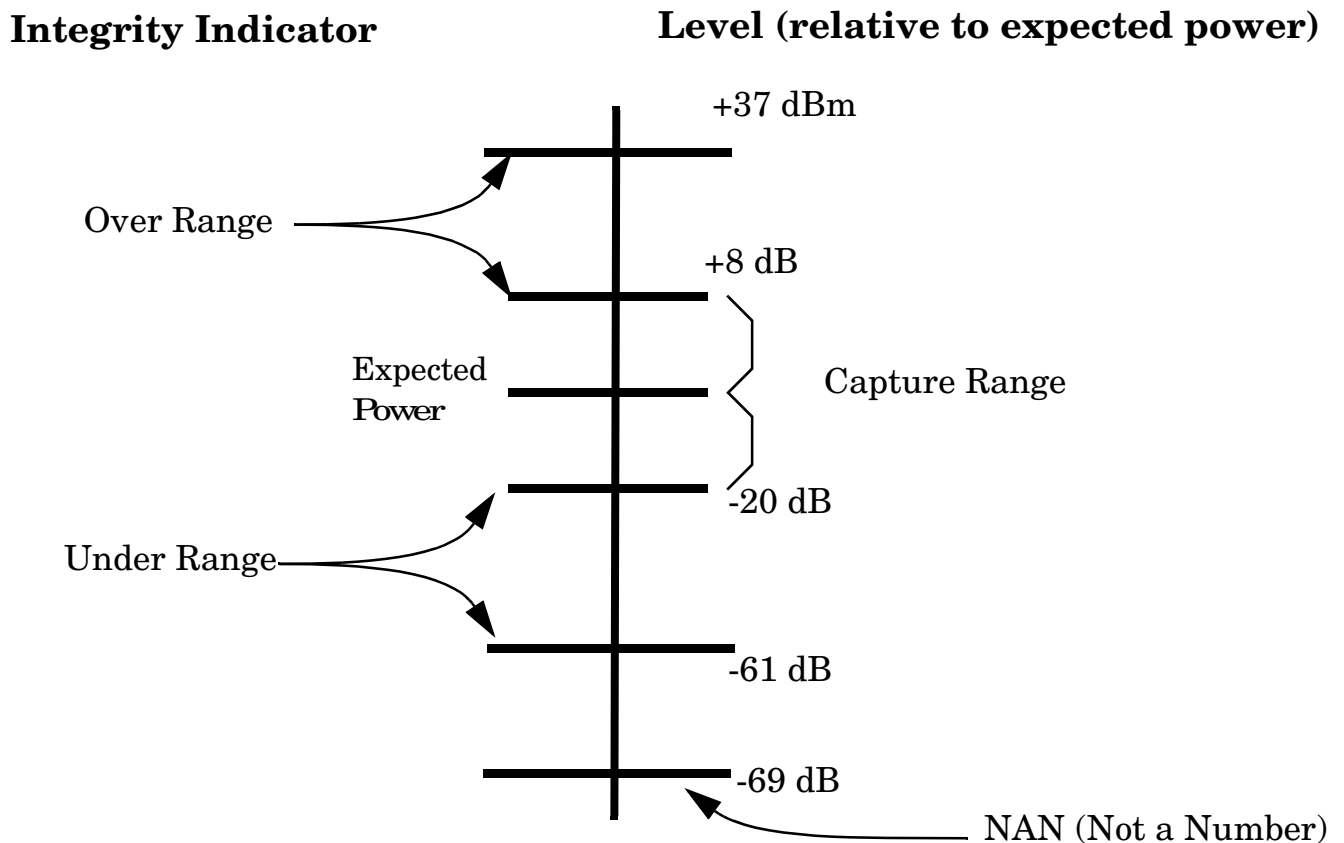 Integrity Indicator
Level (relative to expected power)
+37 dBm
Over Range
+8 dB
Expected
Power
Capture Range
-20 dB
Under Range
-61 dB
-69 dB
NAN (Not a Number)